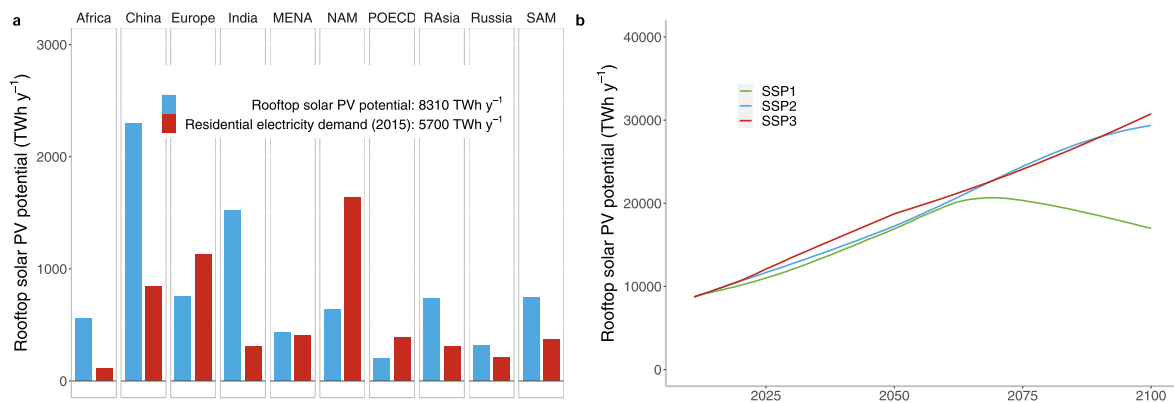 a
Africa China Europe India MENA NAM POECD RAsia Russia SAM
Rooftop solar PV potential (TWh y⁻¹)
3000
2000
1000
0
Rooftop solar PV potential: 8310 TWh y⁻¹
Residential electricity demand (2015): 5700 TWh y⁻¹
b
Rooftop solar PV potential (TWh y⁻¹)
40000
30000
20000
10000
0
SSP1
SSP2
SSP3
2025 2050 2075 2100